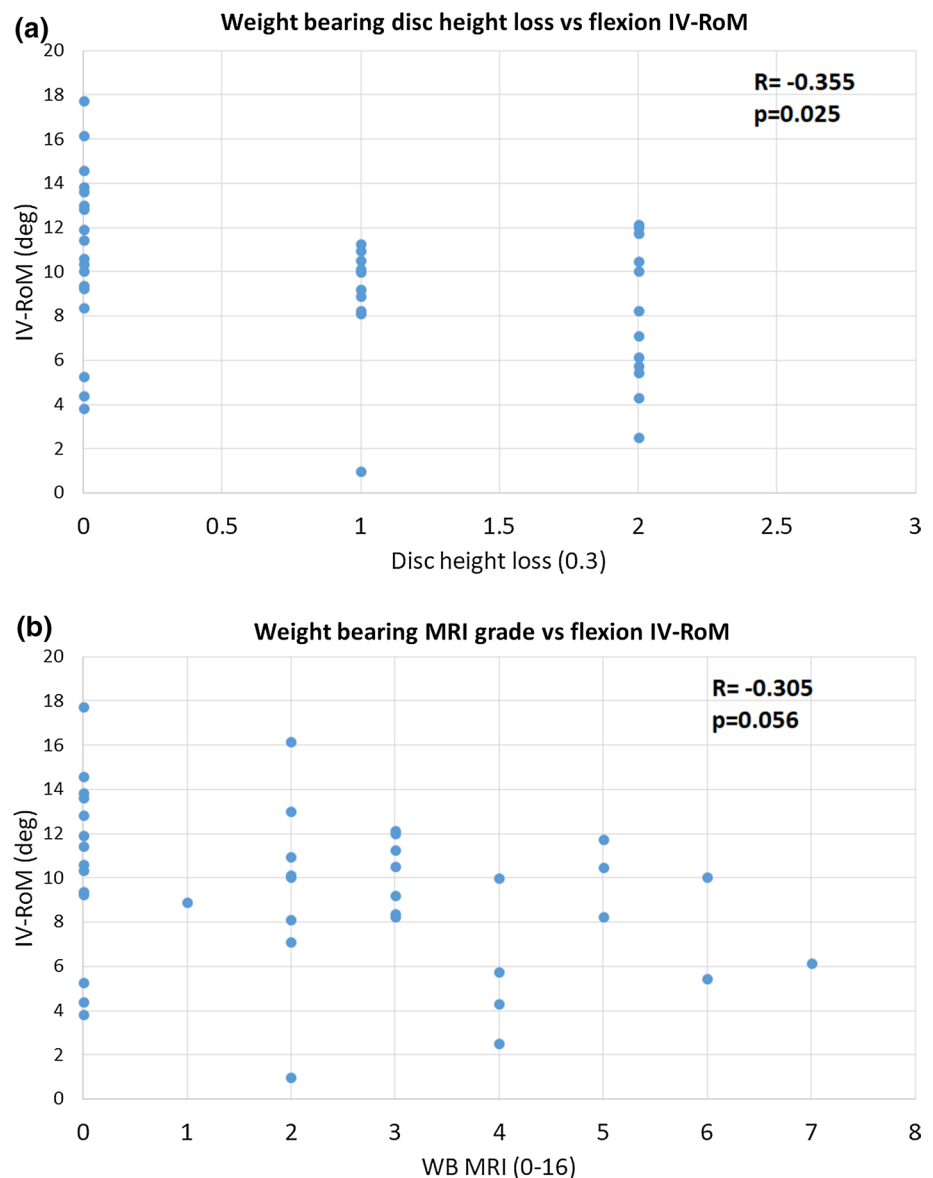 (a)
Weight bearing disc height loss vs flexion IV-RoM
R= -0.355
p=0.025
IV-RoM (deg)
20
18
16
14
12
10
8
6
4
2
0
0 0.5 1 1.5 2 2.5 3
Disc height loss (0.3)
(b)
Weight bearing MRI grade vs flexion IV-RoM
R= -0.305
p=0.056
IV-RoM (deg)
20
18
16
14
12
10
8
6
4
2
0
0 1 2 3 4 5 6 7 8
WB MRI (0-16)